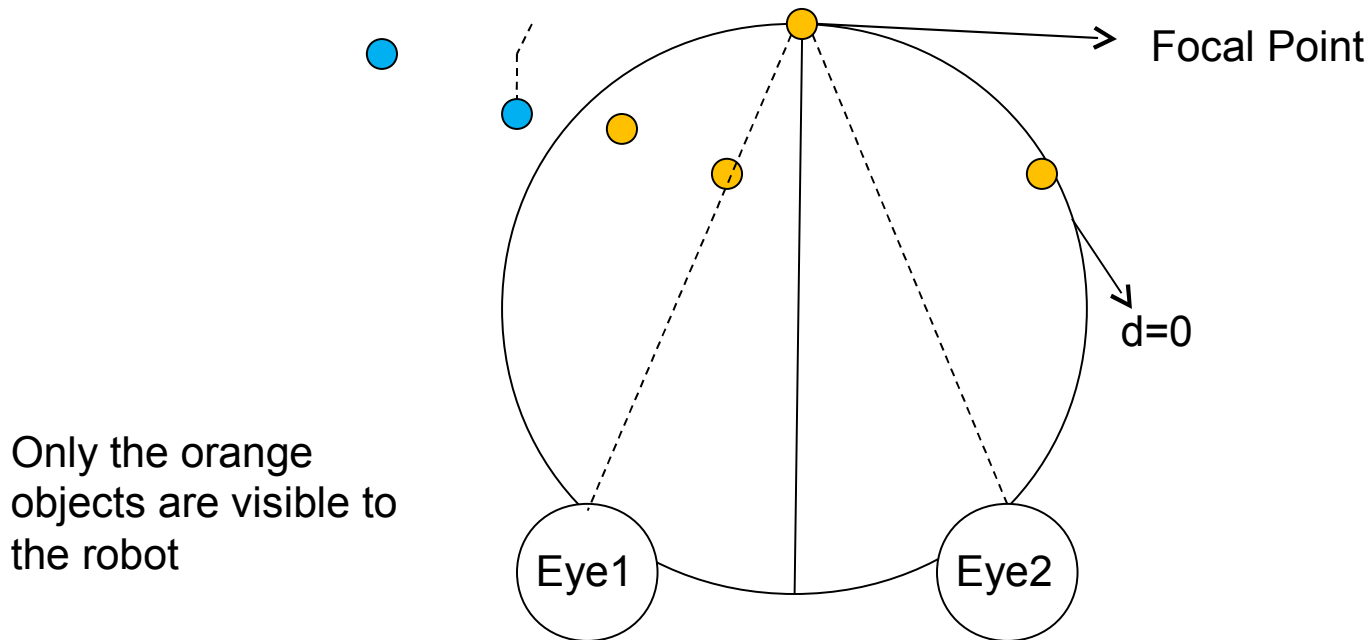 Focal Point
d=0
Only the orange
objects are visible to
the robot
Eye1
Eye2